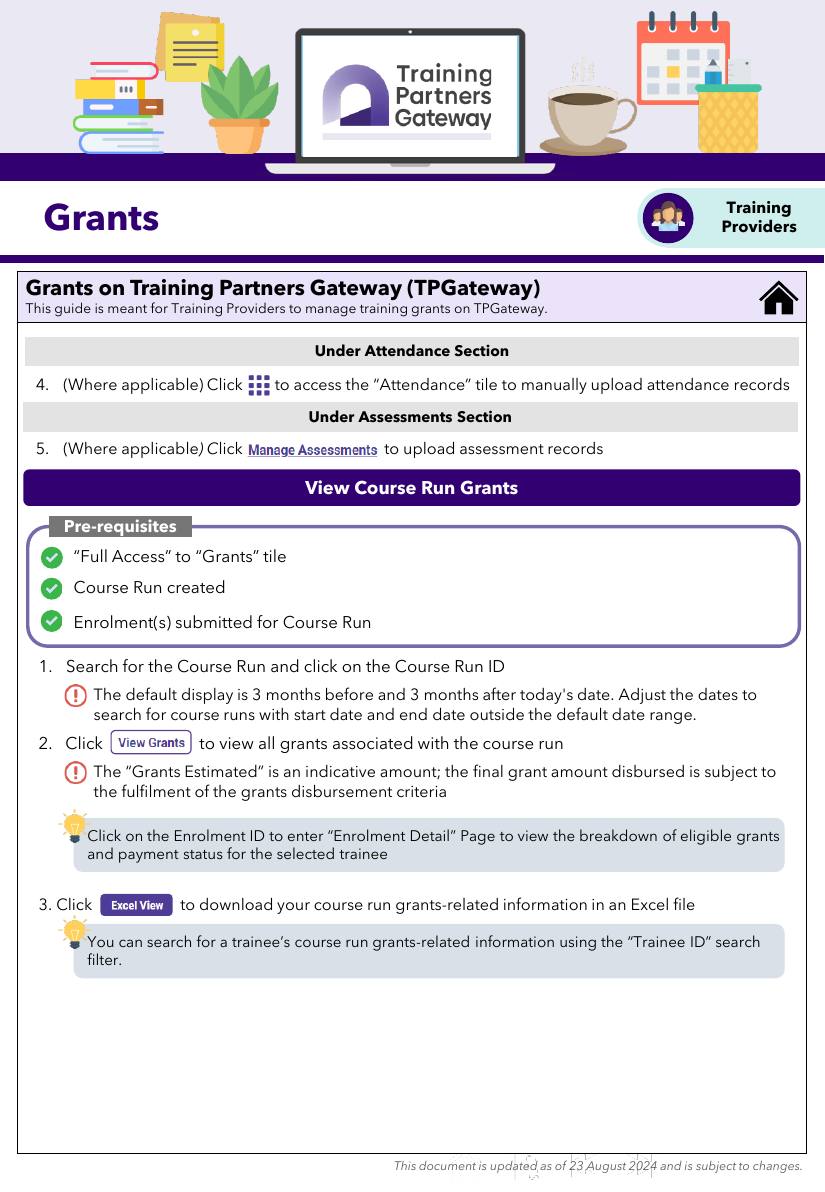 Training
Partners
Gateway
Grants
Training
Providers
Grants on Training Partners Gateway (TPGateway)
This guide is meant for Training Providers to manage training grants on TPGateway.
Under Attendance Section
4. (Where applicable) Click to access the “Attendance” tile to manually upload attendance records
Under Assessments Section
5. (Where applicable) Click Manage Assessments to upload assessment records
View Course Run Grants
Pre-requisites
“Full Access” to “Grants” tile
Course Run created
Enrolment(s) submitted for Course Run
1. Search for the Course Run and click on the Course Run ID
The default display is 3 months before and 3 months after today's date. Adjust the dates to
search for course runs with start date and end date outside the default date range.
2. Click View Grants to view all grants associated with the course run
The “Grants Estimated” is an indicative amount; the final grant amount disbursed is subject to
the fulfilment of the grants disbursement criteria
Click on the Enrolment ID to enter “Enrolment Detail” Page to view the breakdown of eligible grants
and payment status for the selected trainee
3. Click Excel View to download your course run grants-related information in an Excel file
You can search for a trainee’s course run grants-related information using the “Trainee ID” search
filter.
This document is updated as of 23 August 2024 and is subject to changes.